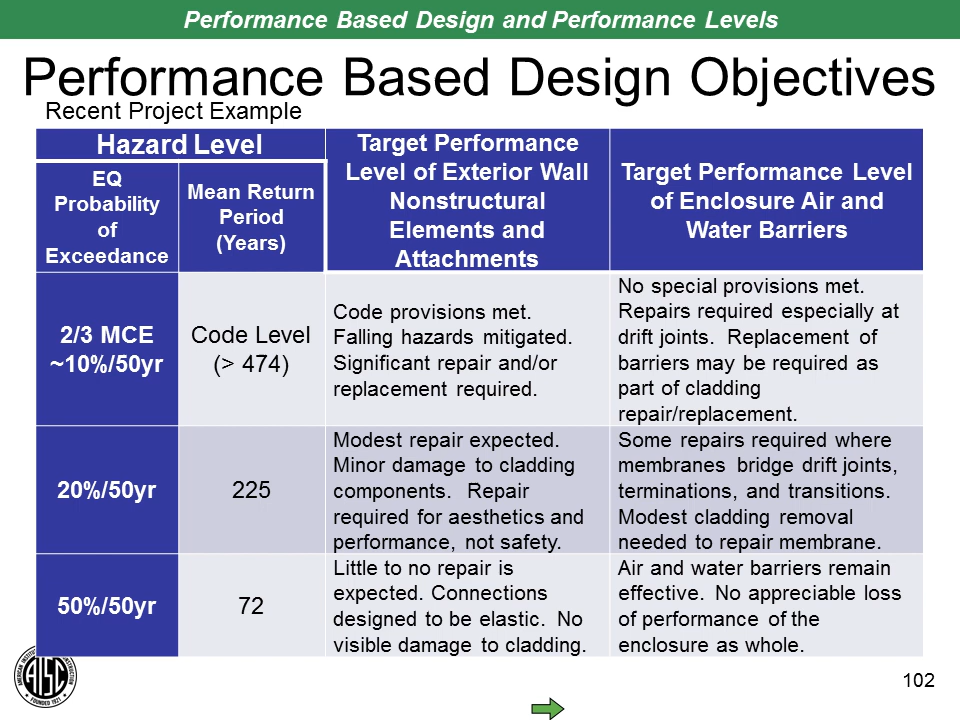 Performance Based Design and Performance Levels
Performance Based Design Objectives
Recent Project Example
Hazard Level
EQ
Probability
of
Exceedance
Mean Return
Period
(Years)
Target Performance
Level of Exterior Wall
Nonstructural
Elements and
Attachments
Target Performance Level
of Enclosure Air and
Water Barriers
2/3 MCE
~10%/50yr
Code Level
(> 474)
Code provisions met.
Falling hazards mitigated.
Significant repair and/or
replacement required.
No special provisions met.
Repairs required especially at
drift joints.  Replacement of
barriers may be required as
part of cladding
repair/replacement.
20%/50yr
225
Modest repair expected.
Minor damage to cladding
components.  Repair
required for aesthetics and
performance, not safety.
Some repairs required where
membranes  bridge drift joints,
terminations, and transitions.
Modest cladding removal
needed to repair membrane.
50%/50yr
72
Little to no repair is
expected. Connections
designed to be elastic.  No
visible damage to cladding.
Air and water barriers remain
effective.  No appreciable loss
of performance of the
enclosure as whole.
AISC
FOUNDED 1921
102